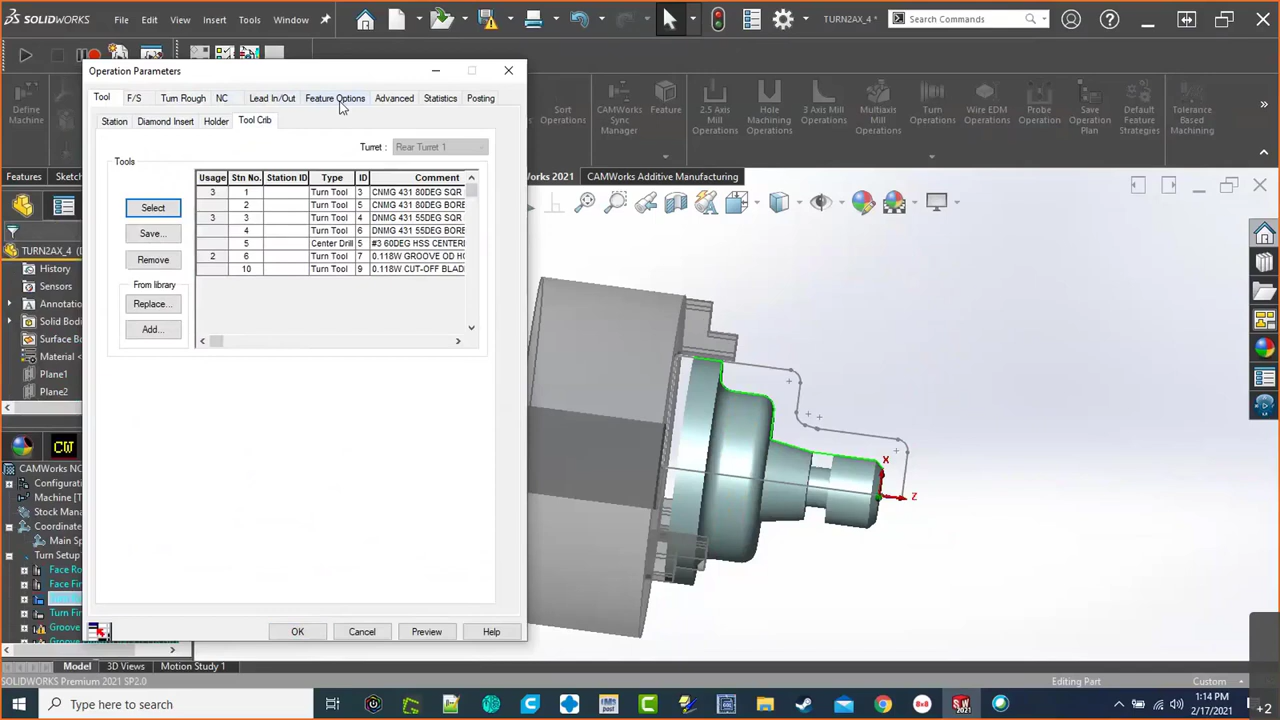 SOLIDWORKS
File
Edit
View
Insert
Tools
Window
TURN2AX_4 *
Search Commands
Define
Machine
Sort
Operations
CAMWorks
Sync
Manager
Feature
2.5 Axis
Mill
Operations
Hole
Machining
Operations
3 Axis Mill
Operations
Multiaxis
Mill
Operations
Turn
Operations
Wire EDM
Operations
Probe
Operation
Save
Operation
Plan
Default
Feature
Strategies
Tolerance
Based
Machining
Features
Works 2021
CAMWorks Additive Manufacturing
Operation Parameters
Tool
F/S
Turn Rough
NC
Lead In/Out
Feature Options
Advanced
Statistics
Posting
Station
Diamond Insert
Holder
Tool Crib
Turret :
Rear Turret 1
Tools
Usage Stn No. Station ID Type ID Comment
3 1 Turn Tool 3 CNMG 431 80DEG SQR
2 Turn Tool 5 CNMG 431 80DEG BORE
3 3 Turn Tool 4 DNMG 431 55DEG SQR
4 Turn Tool 6 DNMG 431 55DEG BORE
5 Center Drill 5 #3 60DEG HSS CENTER
2 6 Turn Tool 7 0.118W GROOVE OD H
10 Turn Tool 9 0.118W CUT-OFF BLAD
Select
Save...
Remove
From library
Replace...
Add...
OK
Cancel
Preview
Help
TURN2AX_4
History
Sensors
Solid Bod
Surface Bo
Material <
Plane1
Plane2
CW
CAMWorks NC
Machine [T
Stock Mana
Coordinate
Main Sp
Turn Setup
Face Ro
Face Fin
Turn Fin
Groove
X
Z
Model
3D Views
Motion Study 1
SOLIDWORKS Premium 2021 SP2.0
Editing Part
Custom
Type here to search
SW
2021
1:14 PM
2/17/2021
+2